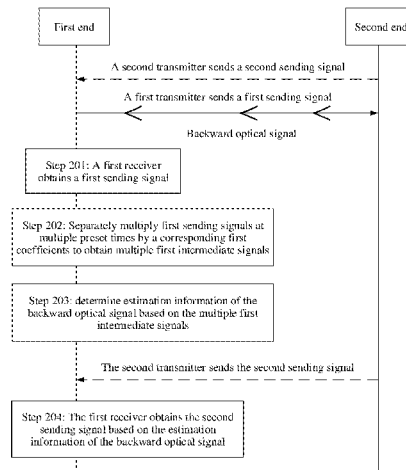 First end
Second end
A second transmitter sends a second sending signal
A first transmitter sends a first sending signal
Backward optical signal
Step 201: A first receiver
obtains a first sending signal
Step 202: Separately multiply first sending signals at
multiple preset times by a corresponding first
coefficients to obtain multiple first intermediate signals
Step 203: determine estimation information of the
backward optical signal based on the multiple first
intermediate signals
The second transmitter sends the second sending signal
Step 204: The first receiver obtains the second
sending signal based on the estimation
information of the backward optical signal